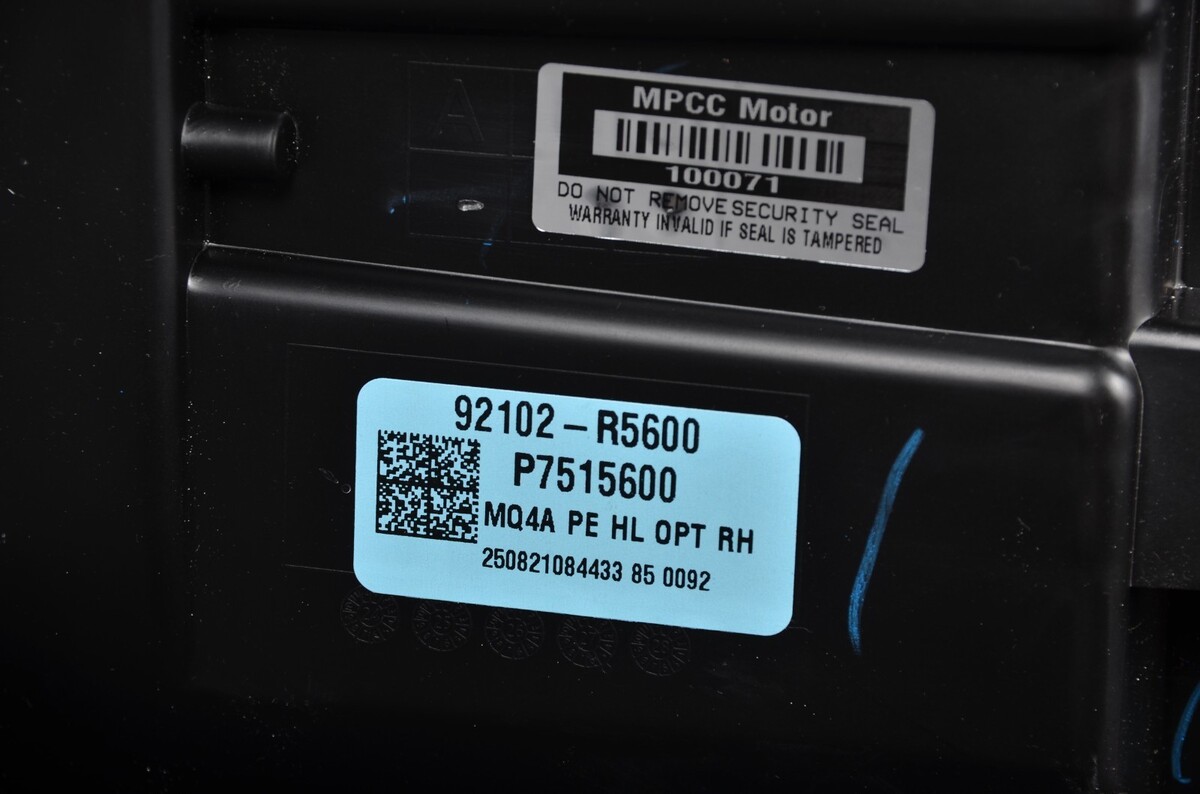 A
MPCC Motor
100071
DO NOT REMOVE SECURITY SEAL
WARRANTY INVALID IF SEAL IS TAMPERED
92102-R5600
P7515600
MQ4A PE HL OPT RH
250821084433 85 0092